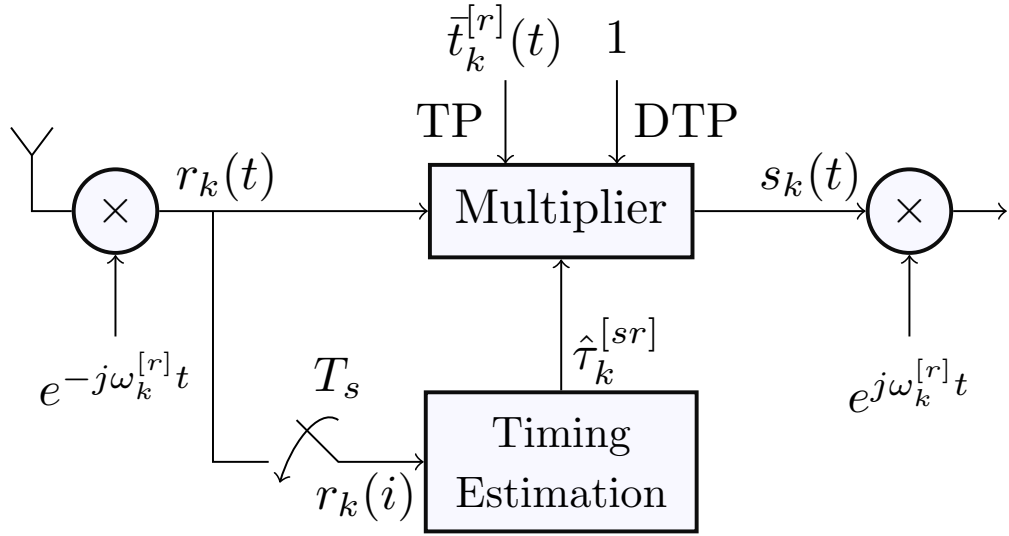 t̄_k^{[r]}(t) 1
TP DTP
r_k(t) Multiplier s_k(t)
× ×
τ̂_k^{[sr]}
e^{-jω_k^{[r]}t} e^{jω_k^{[r]}t}
T_s
Timing
Estimation
r_k(i)